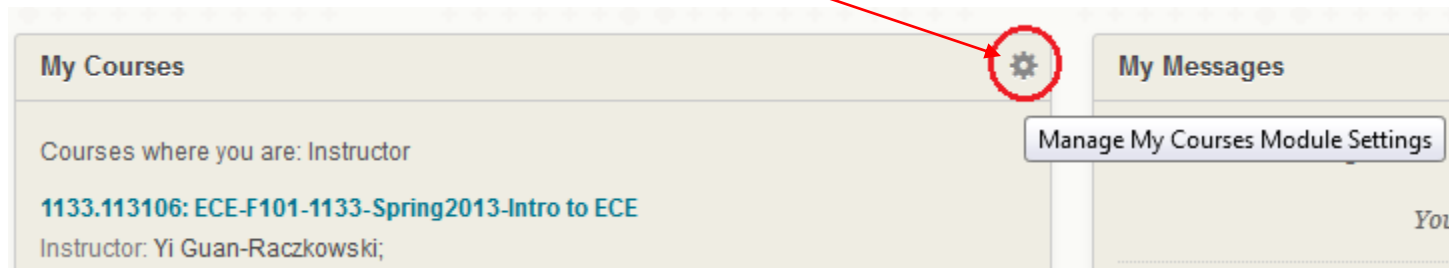 My Courses
My Messages
Manage My Courses Module Settings
Courses where you are: Instructor
1133.113106: ECE-F101-1133-Spring2013-Intro to ECE
Instructor: Yi Guan-Raczkowski;